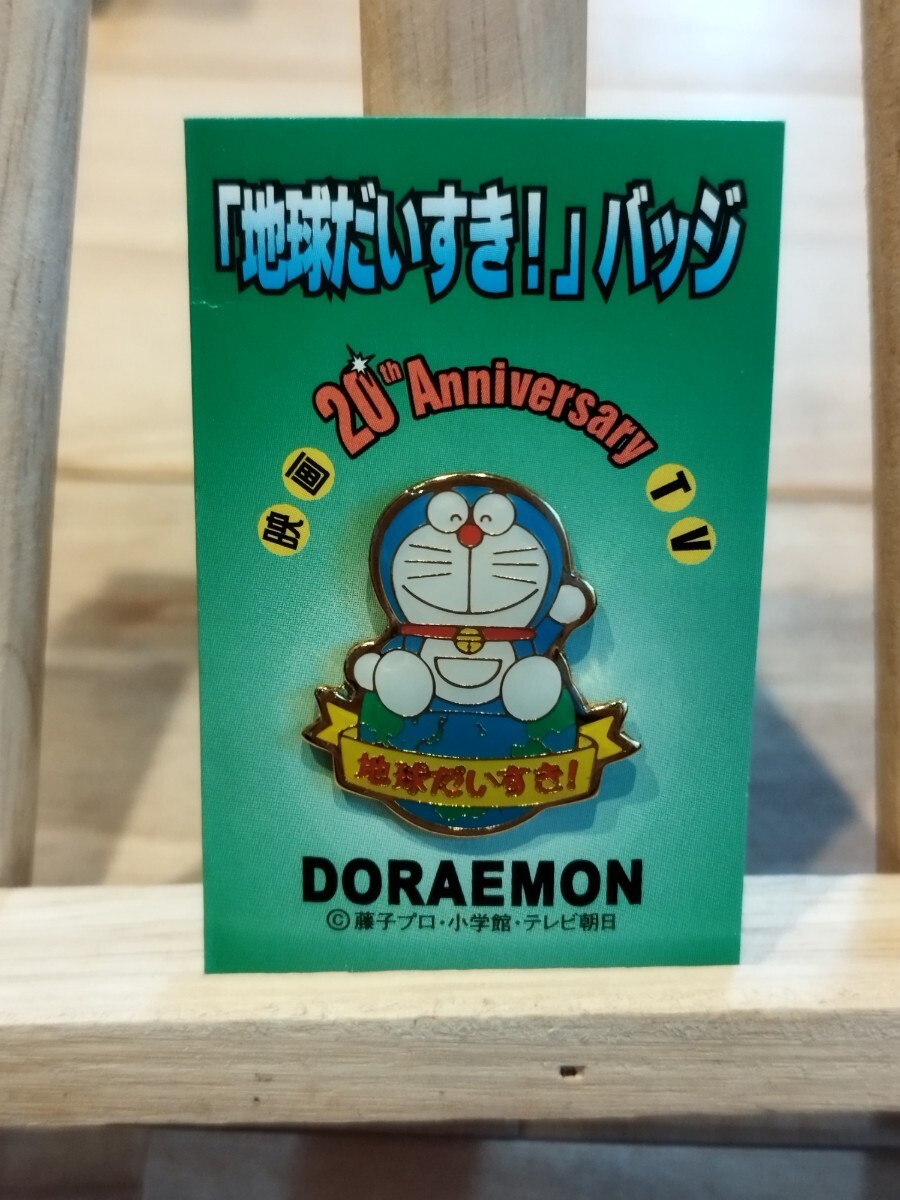 「地球だいすき!」バッジ
20th Anniversary
映画
TV
地球だいすき!
DORAEMON
©藤子プロ・小学館・テレビ朝日